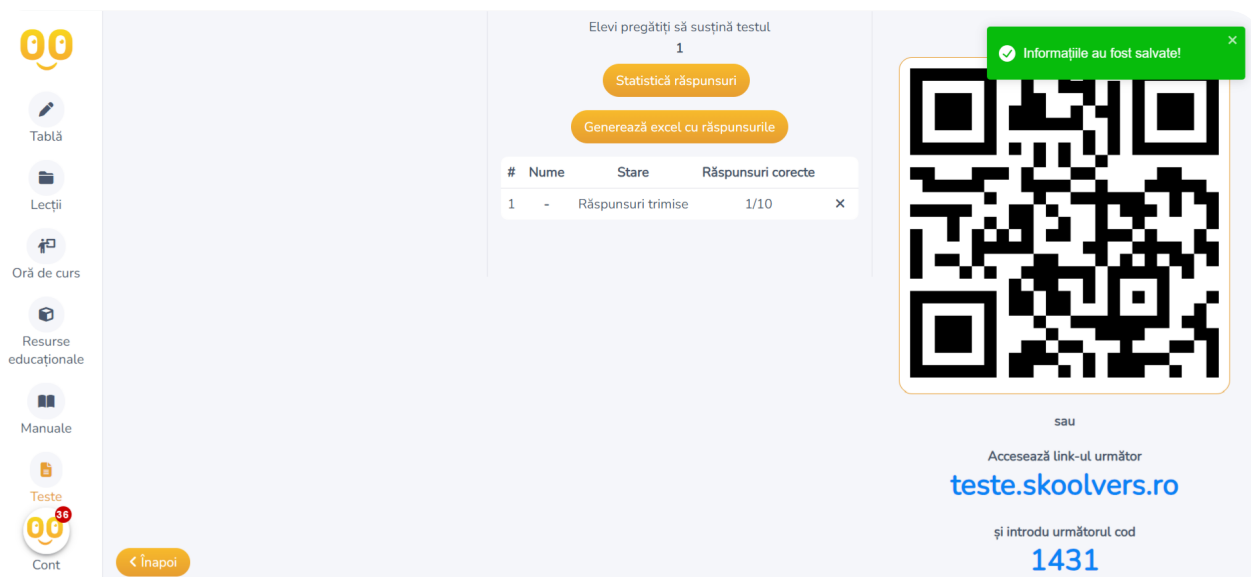 Tablă
Lecții
Oră de curs
Resurse
educaționale
Manuale
Teste
36
Cont
Înapoi
Elevi pregătiți să susțină testul
1
Statistică răspunsuri
Generează excel cu răspunsurile
# Nume Stare Răspunsuri corecte
1 - Răspunsuri trimise 1/10 ×
Informațiile au fost salvate! ×
sau
Accesează link-ul următor
teste.skoolvers.ro
și introdu următorul cod
1431